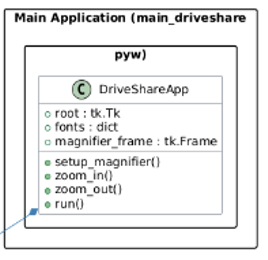 Main Application (main_driveshare
pyw)
C DriveShareApp
root : tk.Tk
fonts : dict
magnifier_frame : tk.Frame
setup_magnifier()
zoom_in()
zoom_out()
run()